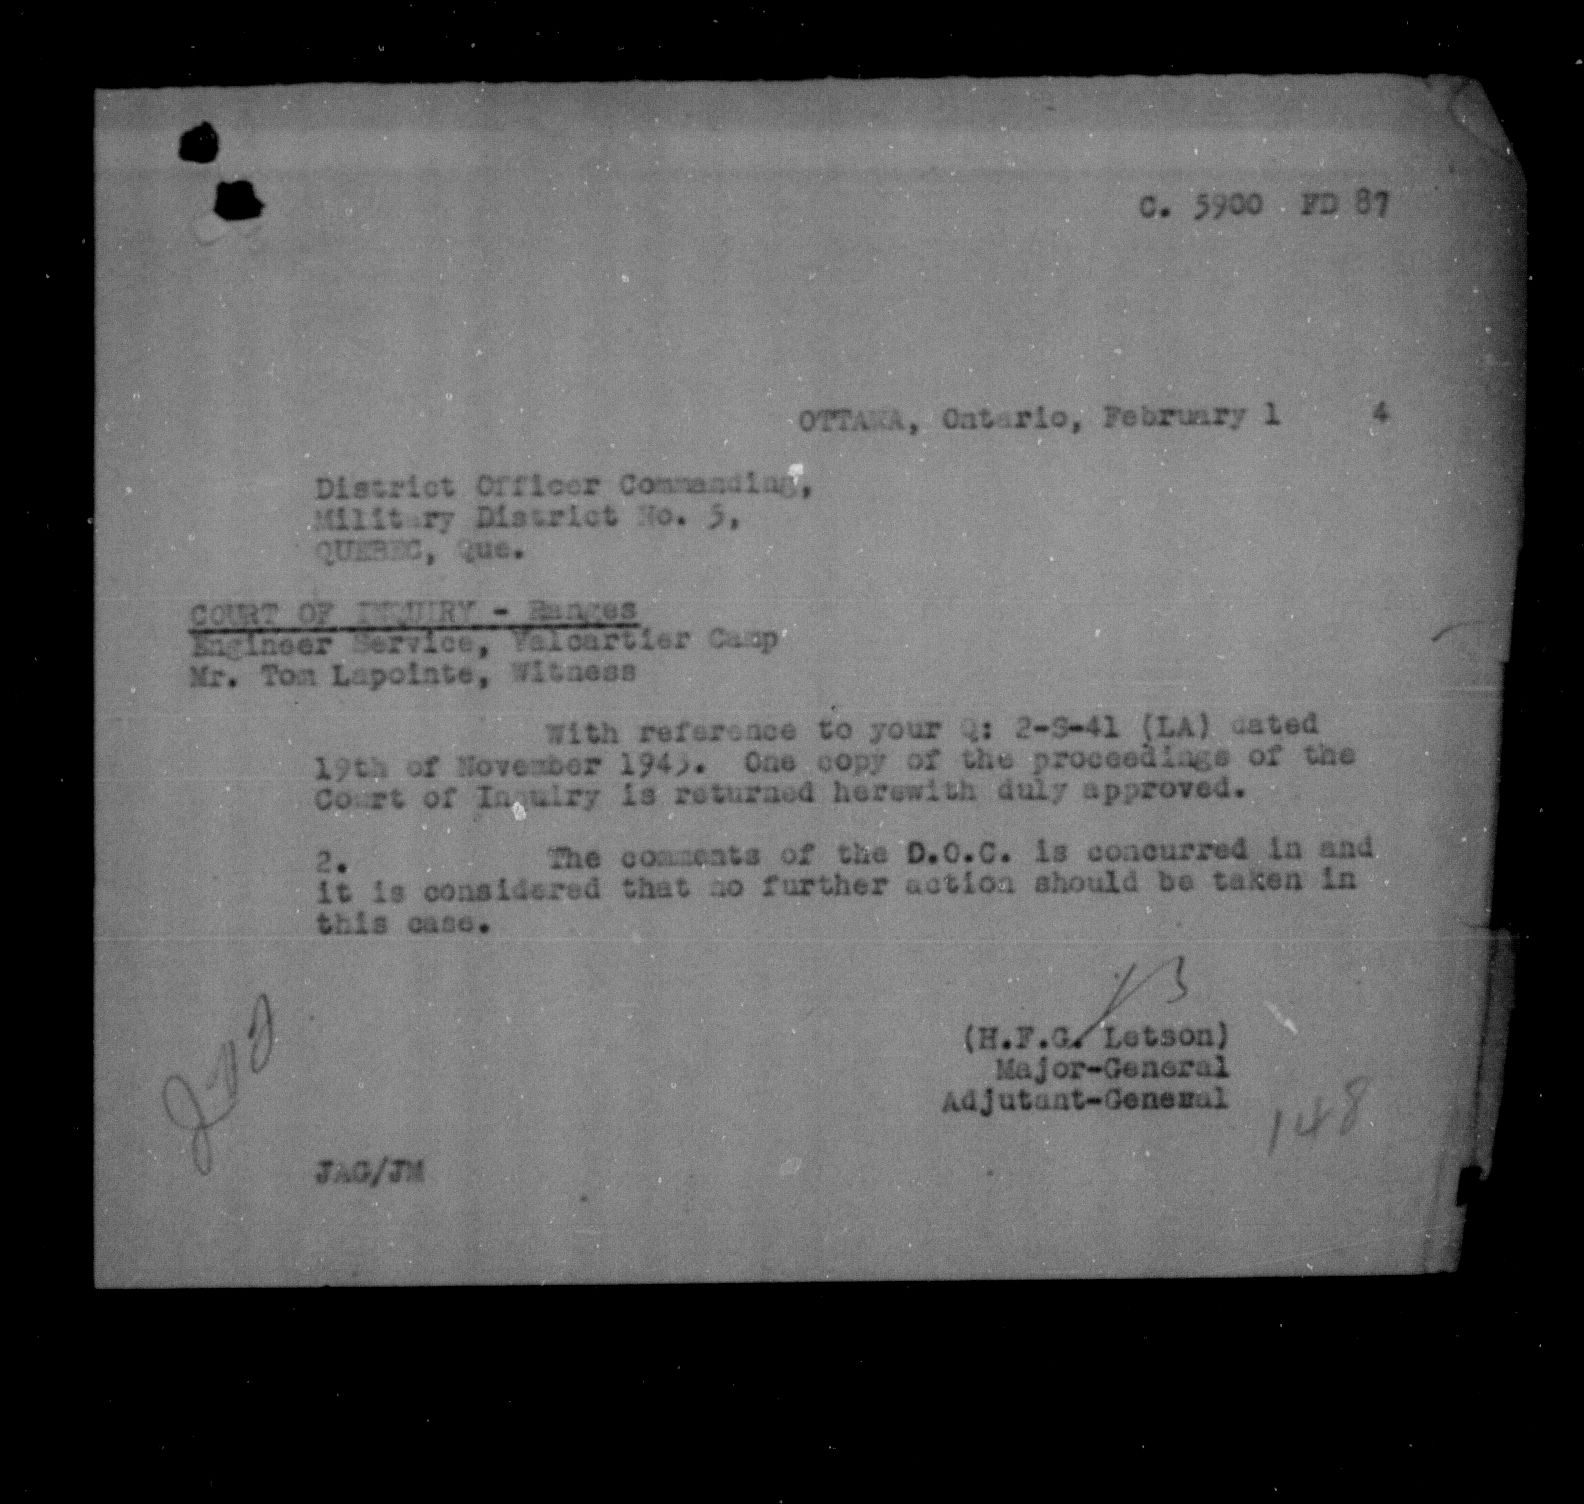 C. 5900 FD 87
OTTAWA, Ontario, February 1 4
District Officer Commanding,
Military District No. 5,
QUEBEC, Que.
COURT OF INQUIRY - Ranges
Engineer Service, Valcartier Camp
Mr. Tom Lapointe, Witness
With reference to your Q: 2-S-41 (LA) dated
19th of November 1943. One copy of the proceedings of the
Court of Inquiry is returned herewith duly approved.
2. The comments of the D.O.C. is concurred in and
it is considered that no further action should be taken in
this case.
(H.F.G. Letson)
Major-General
Adjutant-General
148
JAG/JM